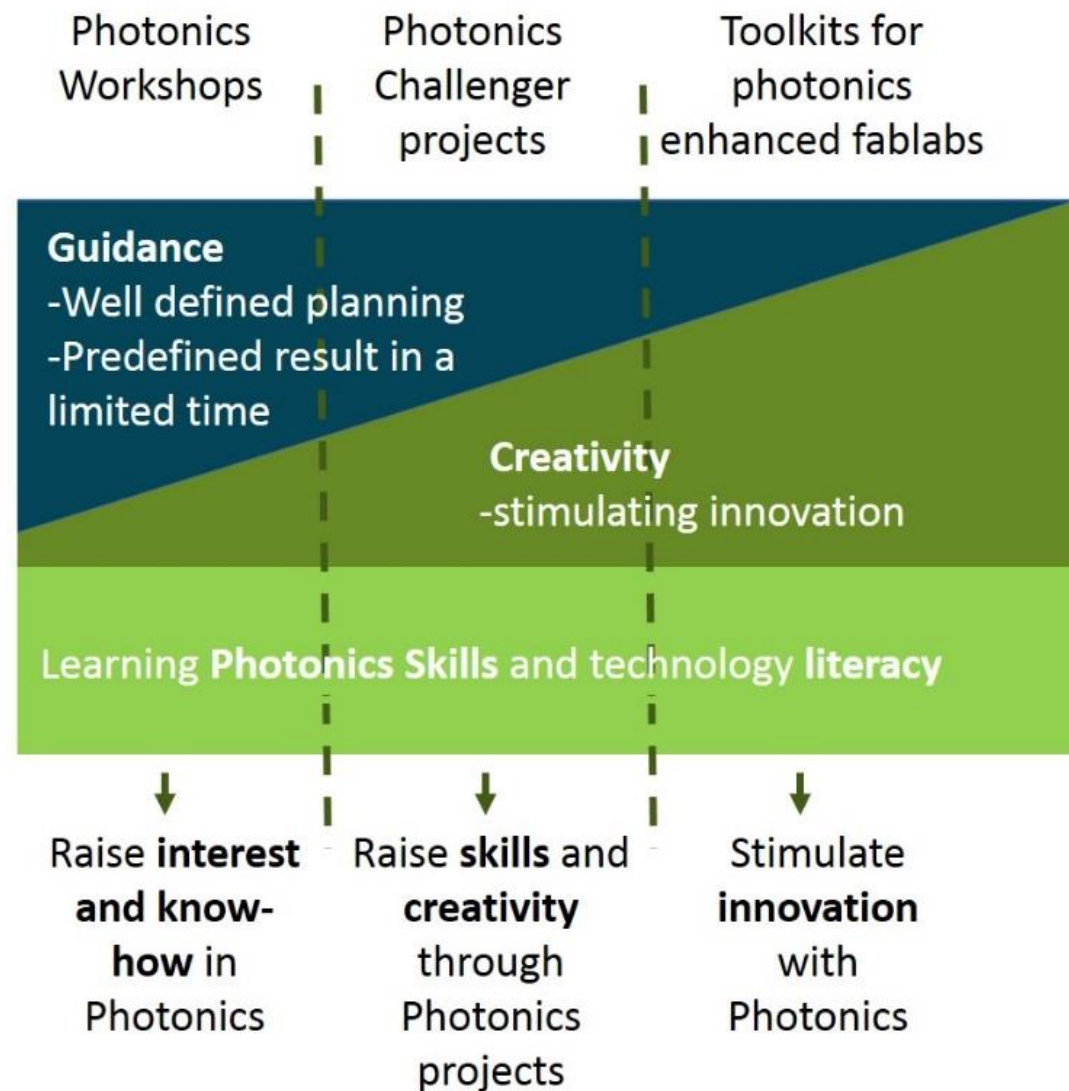 Photonics
Workshops
Photonics
Challenger
projects
Toolkits for
photonics
enhanced fablabs
Guidance
-Well defined planning
-Predefined result in a
limited time
Creativity
-stimulating innovation
Learning Photonics Skills and technology literacy
Raise interest
and know-
how in
Photonics
Raise skills and
creativity
through
Photonics
projects
Stimulate
innovation
with
Photonics